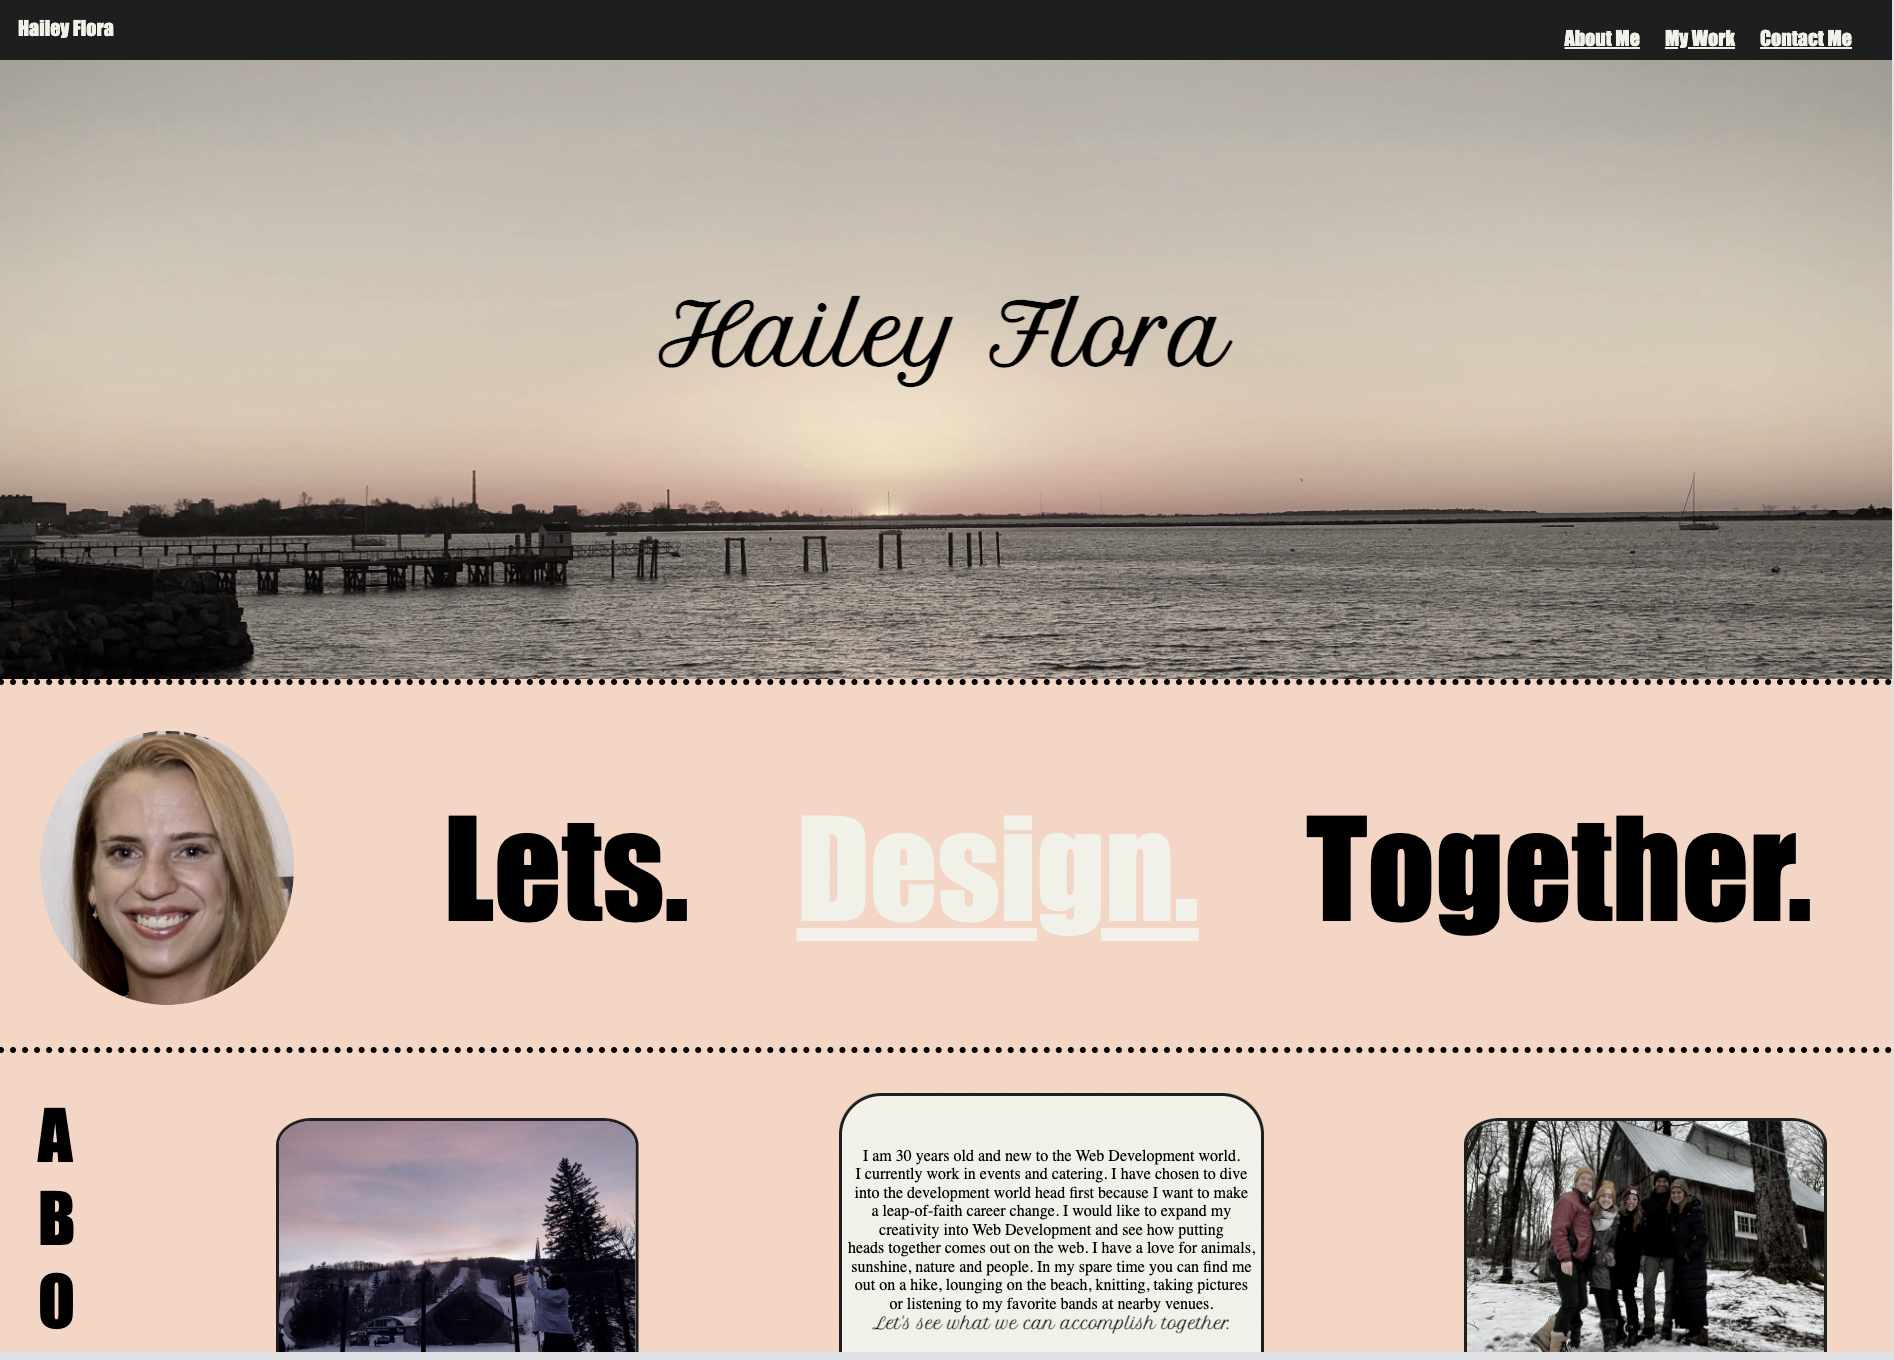 Hailey Flora
About Me My Work Contact Me
Hailey Flora
Lets. Design. Together.
A
B
O
I am 30 years old and new to the Web Development world.
I currently work in events and catering. I have chosen to dive
into the development world head first because I want to make
a leap-of-faith career change. I would like to expand my
creativity into Web Development and see how putting
heads together comes out on the web. I have a love for animals,
sunshine, nature and people. In my spare time you can find me
out on a hike, lounging on the beach, knitting, taking pictures
or listening to my favorite bands at nearby venues.
Let's see what we can accomplish together.